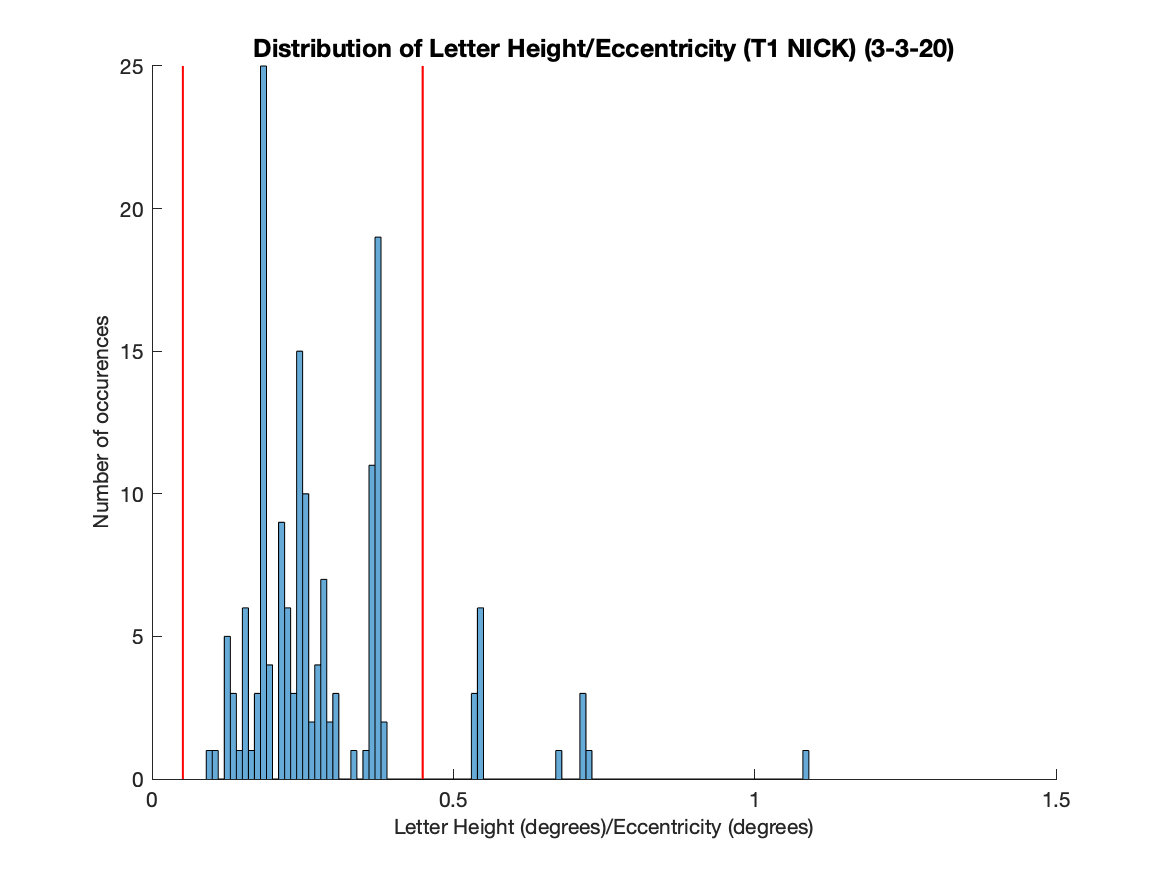 Distribution of Letter Height/Eccentricity (T1 NICK) (3-3-20)
25
20
15
10
5
0
Number of occurences
0 0.5 1 1.5
Letter Height (degrees)/Eccentricity (degrees)